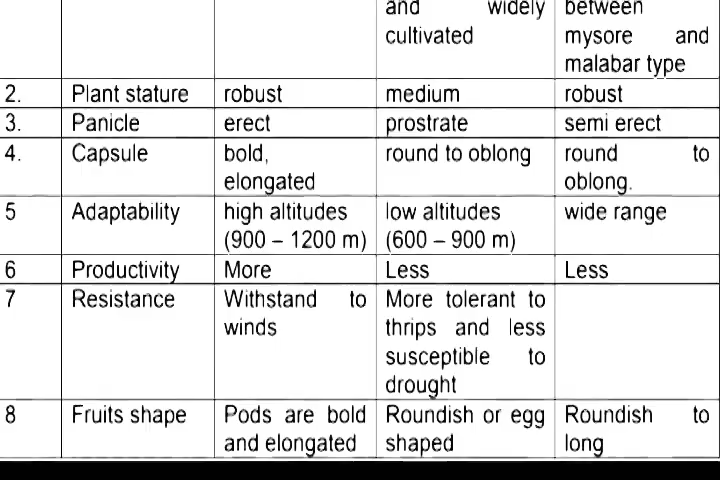 and widely between
cultivated mysore and
malabar type
2. Plant stature robust medium robust
3. Panicle erect prostrate semi erect
4. Capsule bold, round to oblong round to
elongated oblong.
5 Adaptability high altitudes low altitudes wide range
(900 – 1200 m) (600 – 900 m)
6 Productivity More Less Less
7 Resistance Withstand to More tolerant to
winds thrips and less
susceptible to
drought
8 Fruits shape Pods are bold Roundish or egg Roundish to
and elongated shaped long